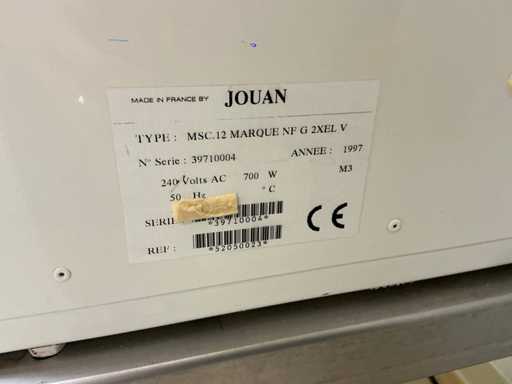 MADE IN FRANCE BY JOUAN
TYPE : MSC.12 MARQUE NF G 2XEL V
N° Serie : 39710004 ANNEE : 1997
240 Volts AC 700 W M3
50 Hz ° C
SERIE
*39710004*
CE
REF : *52050023*